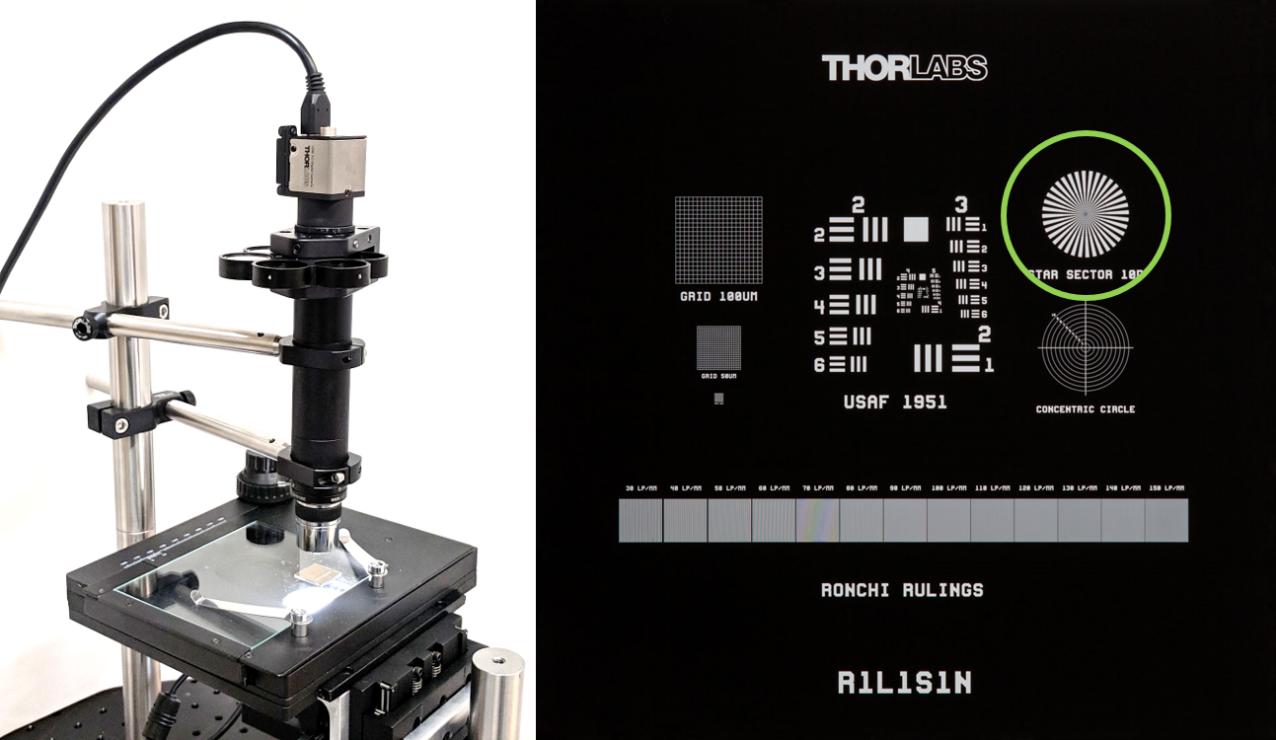 THOR
THORLABS
2
3
2
1
2
3
3
4
4
5
5
6
6
2
1
GRID 100UM
GRID 50UM
USAF 1951
STAR SECTOR 10
CONCENTRIC CIRCLE
30 LP/MM 40 LP/MM 50 LP/MM 60 LP/MM 70 LP/MM 80 LP/MM 90 LP/MM 100 LP/MM 110 LP/MM 120 LP/MM 130 LP/MM 140 LP/MM 150 LP/MM
RONCHI RULINGS
R1L1S1N